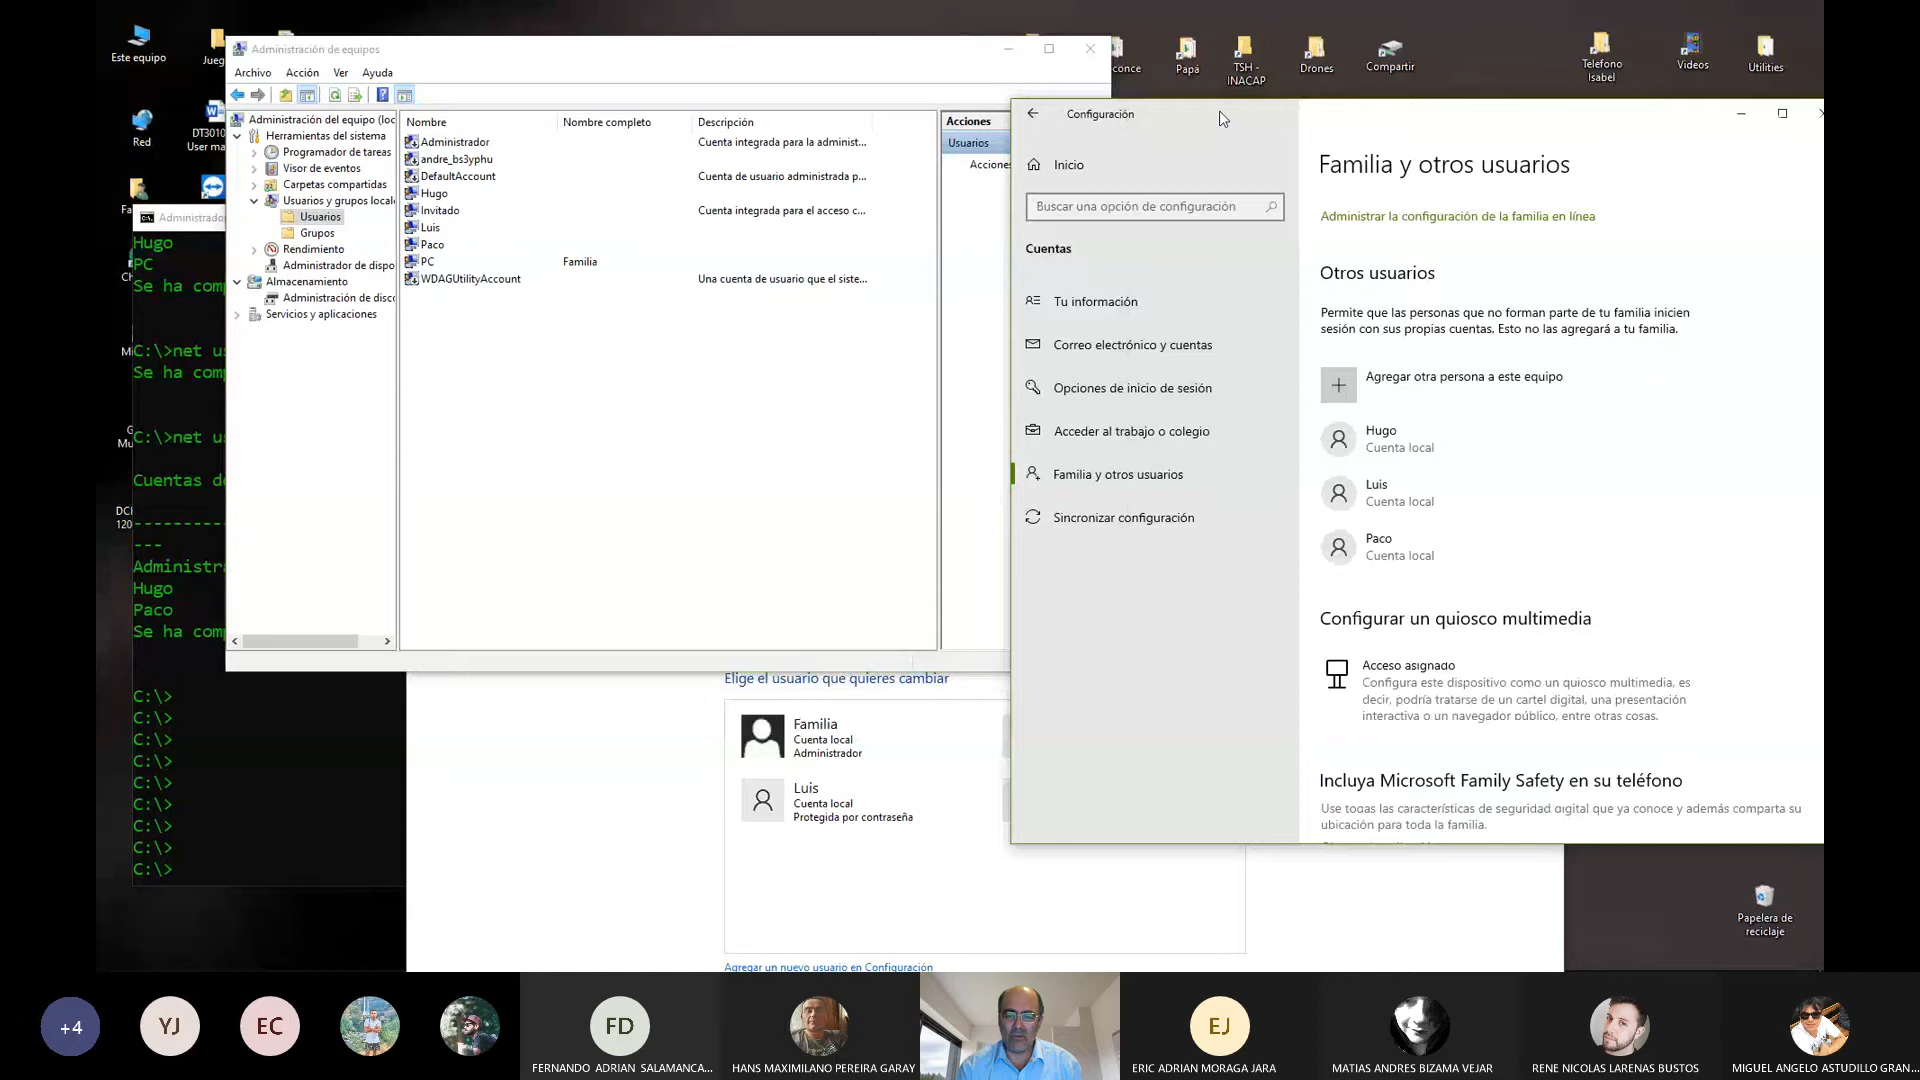 Este equipo
Jueg
Red
DT3010
User ma
Administración de equipos
Archivo
Acción
Ver
Ayuda
Administración del equipo (loc
Herramientas del sistema
Programador de tareas
Visor de eventos
Carpetas compartidas
Usuarios y grupos locale
Usuarios
Grupos
Rendimiento
Administrador de dispo
Almacenamiento
Administración de disco
Servicios y aplicaciones
Nombre
Nombre completo
Descripción
Administrador
Cuenta integrada para la administ...
andre_bs3yphu
DefaultAccount
Cuenta de usuario administrada p...
Hugo
Invitado
Cuenta integrada para el acceso c...
Luis
Paco
PC
Familia
WDAGUtilityAccount
Una cuenta de usuario que el siste...
Acciones
Usuarios
Acciones
Administrador
Hugo
PC
Se ha comp
C:\>net us
Se ha comp
C:\>net us
Cuentas de
---
Administra
Hugo
Paco
Se ha comp
C:\>
C:\>
C:\>
C:\>
C:\>
C:\>
C:\>
C:\>
C:\>
Elige el usuario que quieres cambiar
Familia
Cuenta local
Administrador
Luis
Cuenta local
Protegida por contraseña
Agregar un nuevo usuario en Configuración
conce
Papá
TSH -
INACAP
Drones
Compartir
Telefono
Isabel
Videos
Utilities
Configuración
Inicio
Buscar una opción de configuración
Cuentas
Tu información
Correo electrónico y cuentas
Opciones de inicio de sesión
Acceder al trabajo o colegio
Familia y otros usuarios
Sincronizar configuración
Familia y otros usuarios
Administrar la configuración de la familia en línea
Otros usuarios
Permite que las personas que no forman parte de tu familia inicien
sesión con sus propias cuentas. Esto no las agregará a tu familia.
Agregar otra persona a este equipo
Hugo
Cuenta local
Luis
Cuenta local
Paco
Cuenta local
Configurar un quiosco multimedia
Acceso asignado
Configura este dispositivo como un quiosco multimedia, es
decir, podría tratarse de un cartel digital, una presentación
interactiva o un navegador público, entre otras cosas.
Incluya Microsoft Family Safety en su teléfono
Use todas las características de seguridad digital que ya conoce y además comparta su
ubicación para toda la familia.
Papelera de
reciclaje
+4
YJ
EC
FD
FERNANDO ADRIAN SALAMANCA...
HANS MAXIMILANO PEREIRA GARAY
EJ
ERIC ADRIAN MORAGA JARA
MATIAS ANDRES BIZAMA VEJAR
RENE NICOLAS LARENAS BUSTOS
MIGUEL ANGELO ASTUDILLO GRAN...